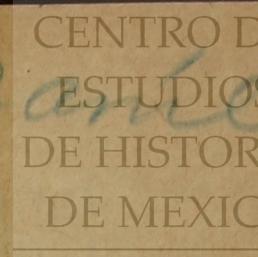 CENTRO D
ESTUDIOS
DE HISTOR
DE MEXIC